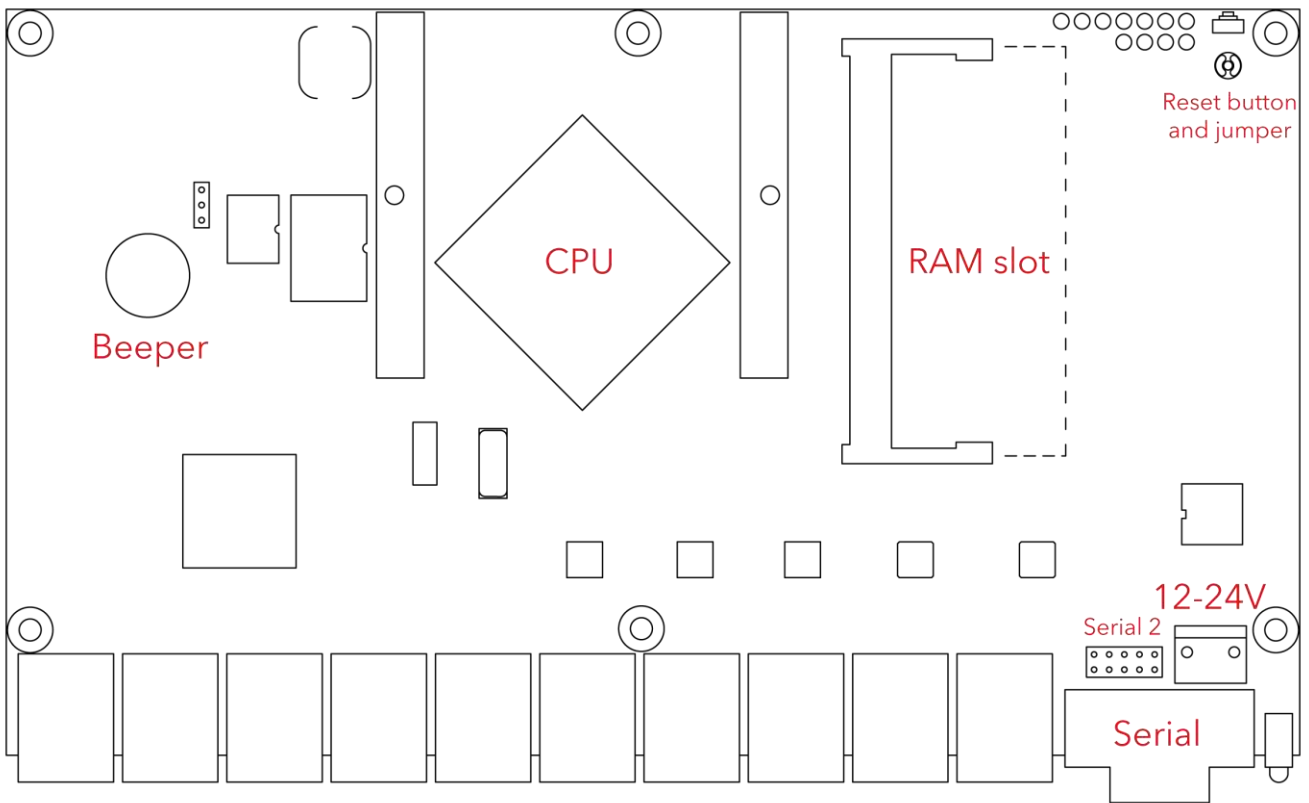 Reset button
and jumper
CPU
RAM slot
Beeper
12-24V
Serial 2
Serial